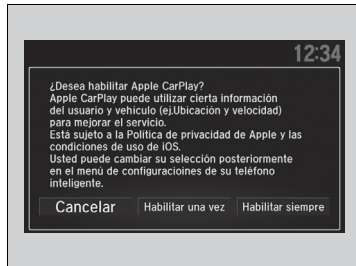 12:34
¿Desea habilitar Apple CarPlay?
Apple CarPlay puede utilizar cierta información
del usuario y vehículo (ej.Ubicación y velocidad)
para mejorar el servicio.
Está sujeto a la Política de privacidad de Apple y las
condiciones de uso de iOS.
Usted puede cambiar su selección posteriormente
en el menú de configuracioines de su teléfono
inteligente.
Cancelar Habilitar una vez Habilitar siempre